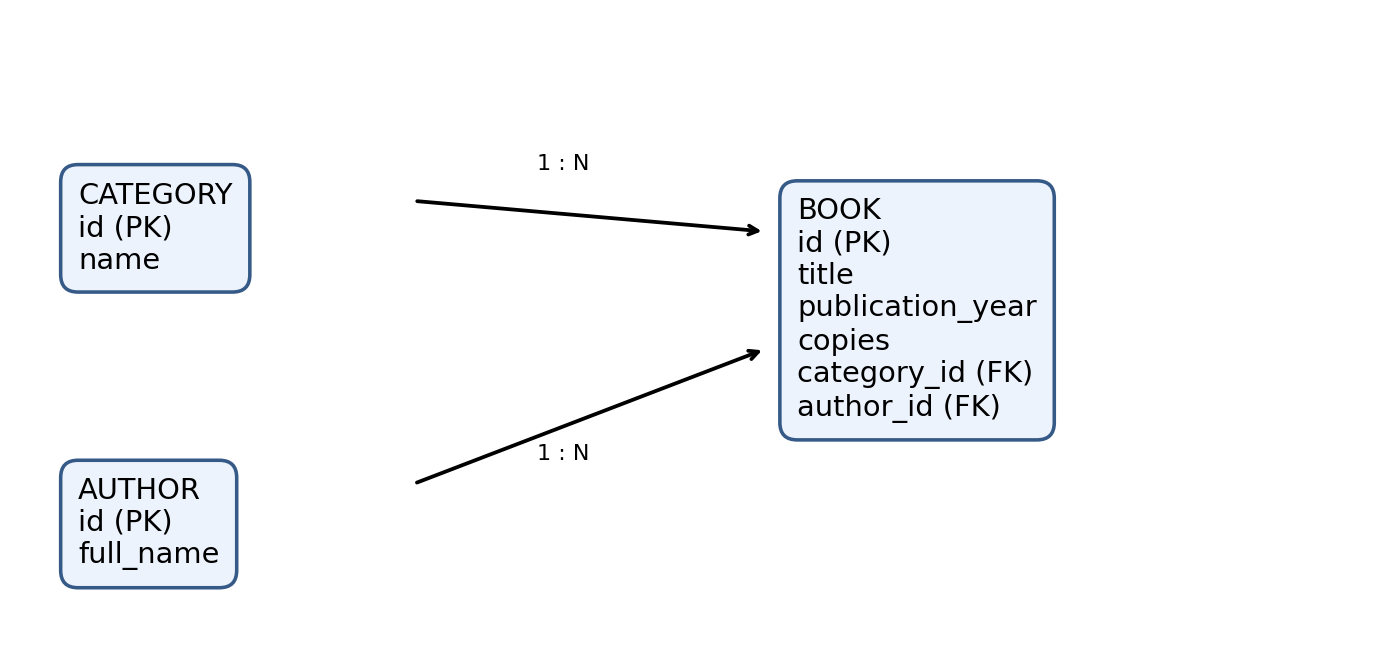 CATEGORY
id (PK)
name
1 : N
BOOK
id (PK)
title
publication_year
copies
category_id (FK)
author_id (FK)
1 : N
AUTHOR
id (PK)
full_name